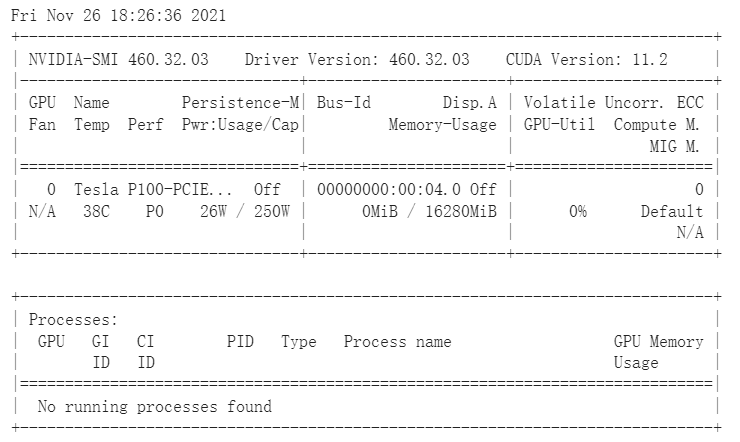 Fri Nov 26 18:26:36 2021
+-----------------------------------------------------------------------------+
| NVIDIA-SMI 460.32.03    Driver Version: 460.32.03    CUDA Version: 11.2     |
|-------------------------------+----------------------+----------------------+
| GPU  Name        Persistence-M| Bus-Id        Disp.A | Volatile Uncorr. ECC |
| Fan  Temp  Perf  Pwr:Usage/Cap|         Memory-Usage | GPU-Util  Compute M. |
|                               |                      |               MIG M. |
|===============================+======================+======================|
|   0  Tesla P100-PCIE...  Off  | 00000000:00:04.0 Off |                    0 |
| N/A   38C    P0    26W / 250W |      0MiB / 16280MiB |      0%      Default |
|                               |                      |                  N/A |
+-------------------------------+----------------------+----------------------+

+-----------------------------------------------------------------------------+
| Processes:                                                                  |
|  GPU   GI   CI        PID   Type   Process name                  GPU Memory |
|        ID   ID                                                   Usage      |
|=============================================================================|
|  No running processes found                                                 |
+-----------------------------------------------------------------------------+